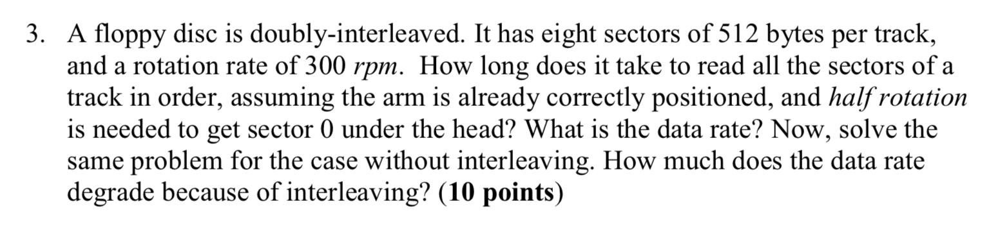 3. A floppy disc is doubly-interleaved. It has eight sectors of 512 bytes per track,
and a rotation rate of 300 rpm. How long does it take to read all the sectors of a
track in order, assuming the arm is already correctly positioned, and half rotation
is needed to get sector 0 under the head? What is the data rate? Now, solve the
same problem for the case without interleaving. How much does the data rate
degrade because of interleaving? (10 points)